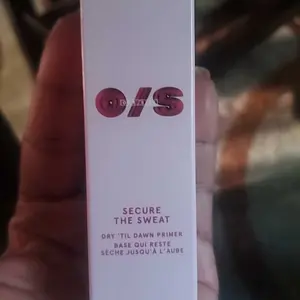 O/S
SECURE
THE SWEAT
DRY 'TIL DAWN PRIMER
BASE QUI RESTE
SÈCHE JUSQU'À L'AUBE